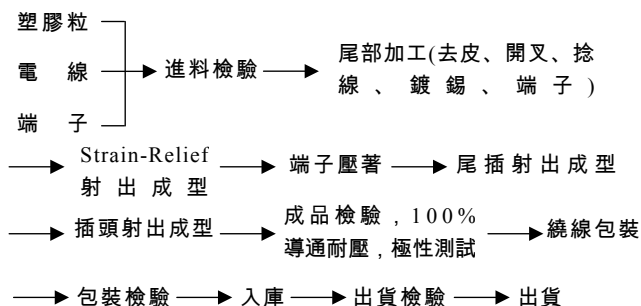 塑膠粒
電線
端子
進料檢驗
尾部加工(去皮、開叉、捻
線、鍍錫、端子)
Strain-Relief
射出成型
端子壓著
尾插射出成型
插頭射出成型
成品檢驗，100%
導通耐壓，極性測試
繞線包裝
包裝檢驗
入庫
出貨檢驗
出貨